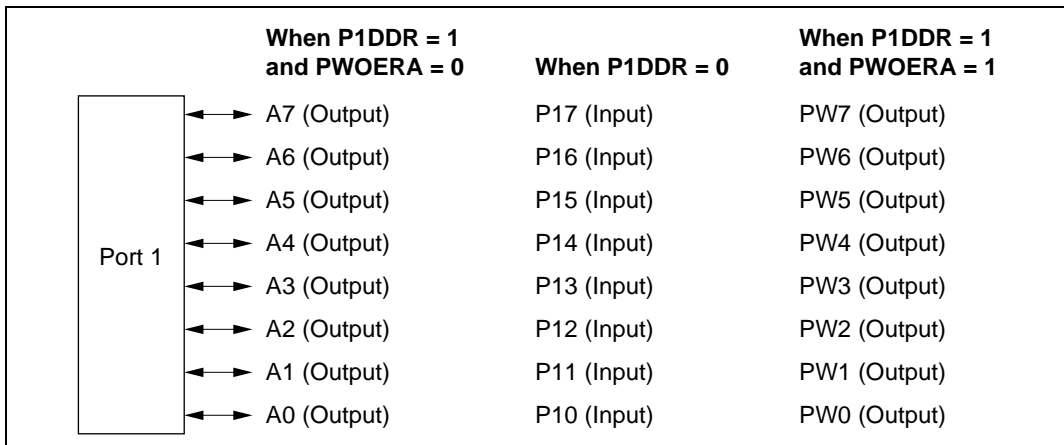 When P1DDR = 1
and PWOERA = 0
When P1DDR = 0
When P1DDR = 1
and PWOERA = 1
Port 1
A7 (Output) P17 (Input) PW7 (Output)
A6 (Output) P16 (Input) PW6 (Output)
A5 (Output) P15 (Input) PW5 (Output)
A4 (Output) P14 (Input) PW4 (Output)
A3 (Output) P13 (Input) PW3 (Output)
A2 (Output) P12 (Input) PW2 (Output)
A1 (Output) P11 (Input) PW1 (Output)
A0 (Output) P10 (Input) PW0 (Output)